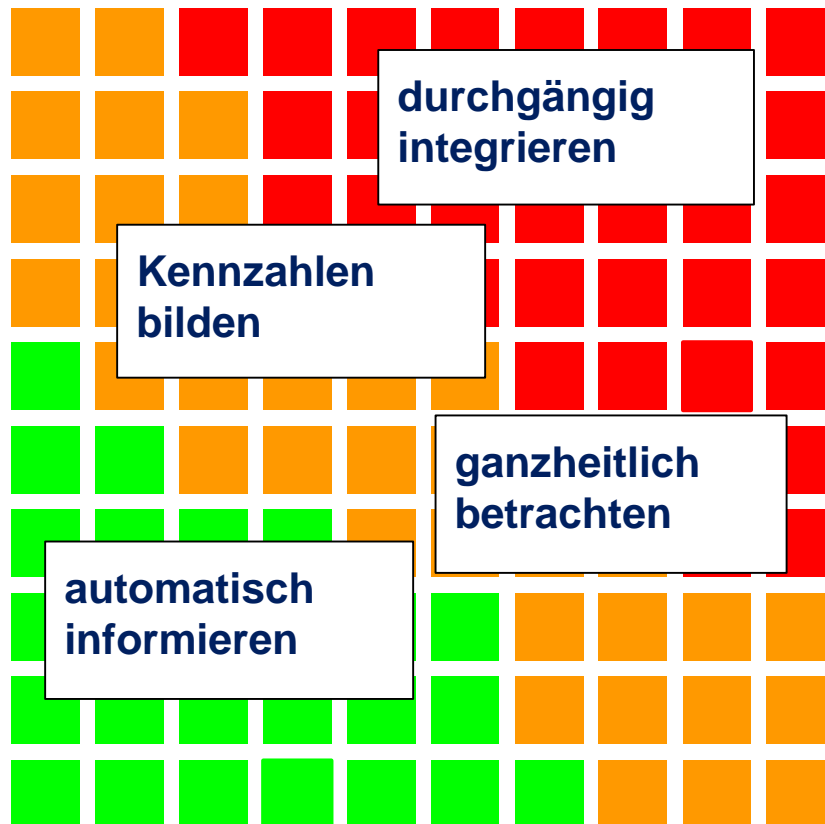 durchgängig
integrieren
Kennzahlen
bilden
ganzheitlich
betrachten
automatisch
informieren